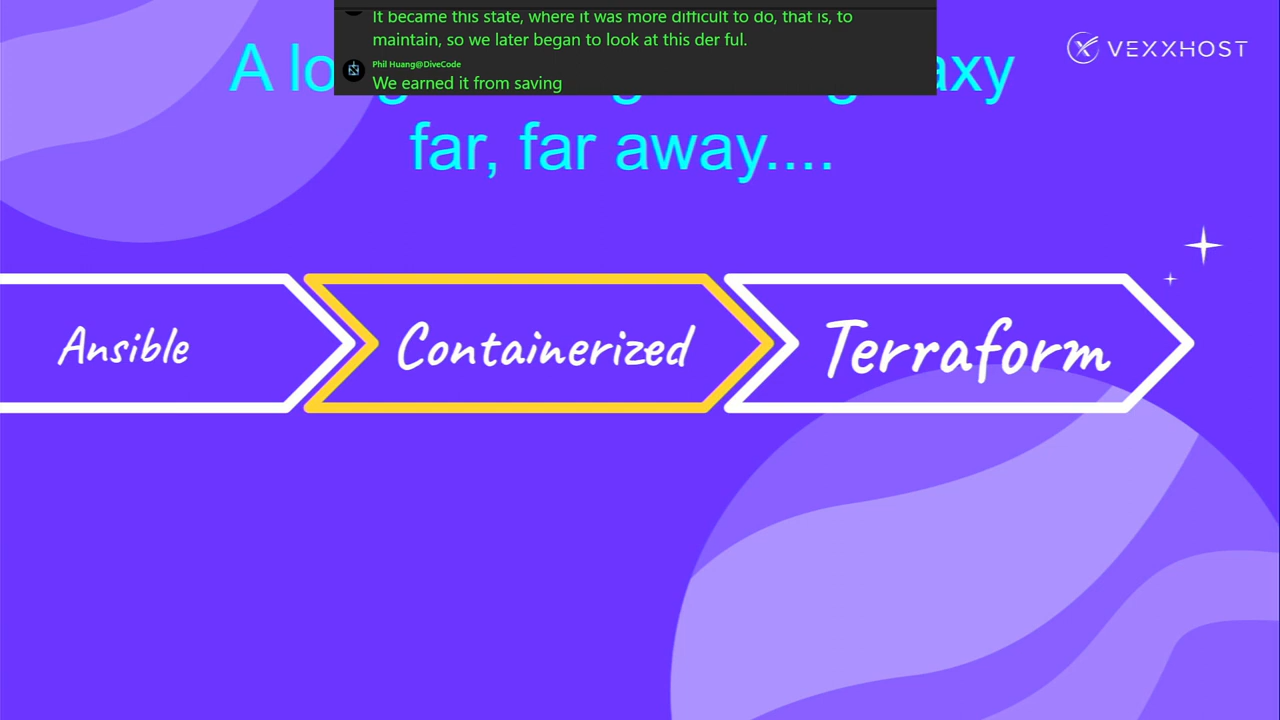 It became this state, where it was more difficult to do, that is, to
maintain, so we later began to look at this der ful.
Phil Huang@DiveCode
We earned it from saving
VEXXHOST
A
far, far away....
Ansible
Containerized
Terraform